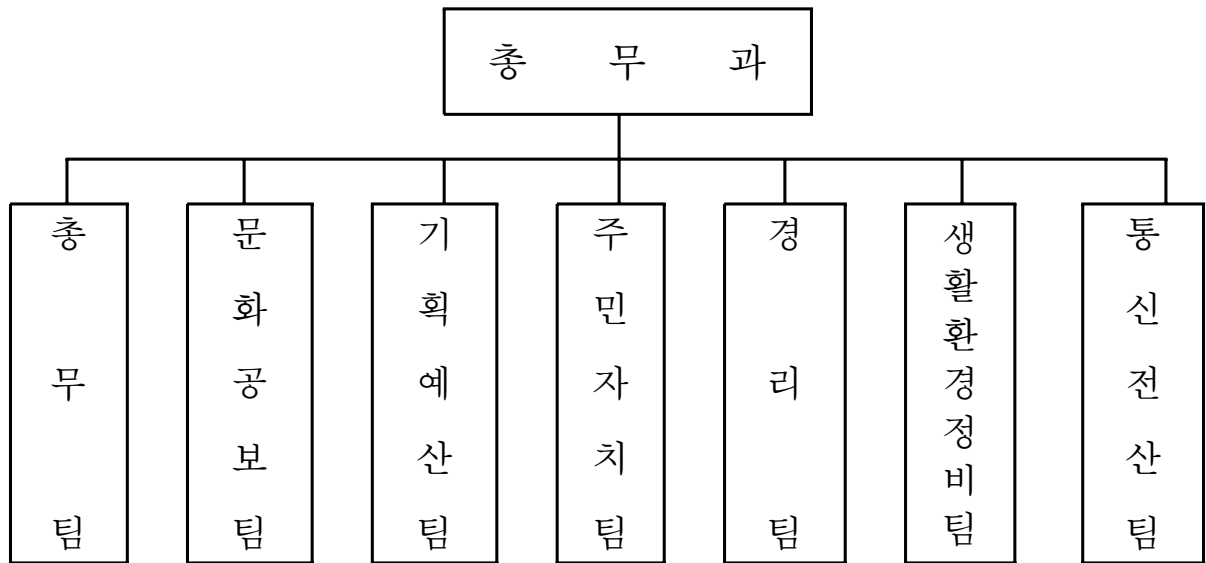 총 무 과
총무팀
문화공보팀
기획예산팀
주민자치팀
경리팀
생활환경정비팀
통신전산팀